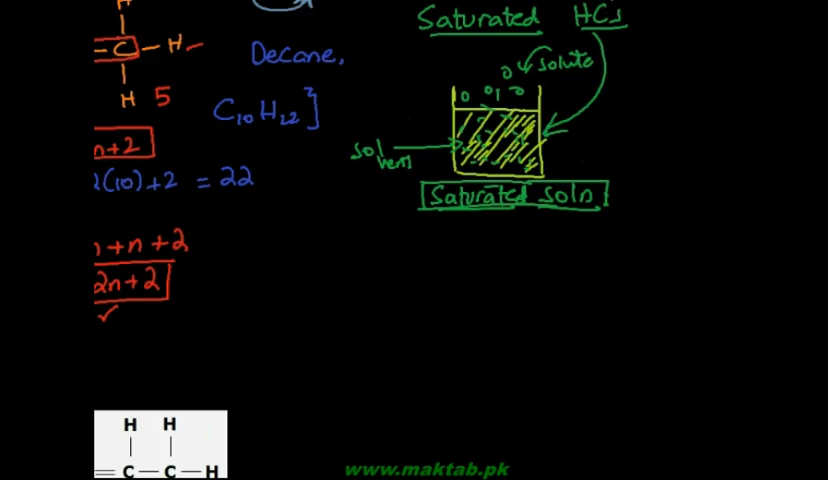 H
C – H –
H 5
n+2
2(10)+2 = 22
n+n+2
2n+2
✓
Decane,
C10H22]
Saturated HCs
solute
solvent
Saturated soln
H H
= C – C – H
www.maktab.pk